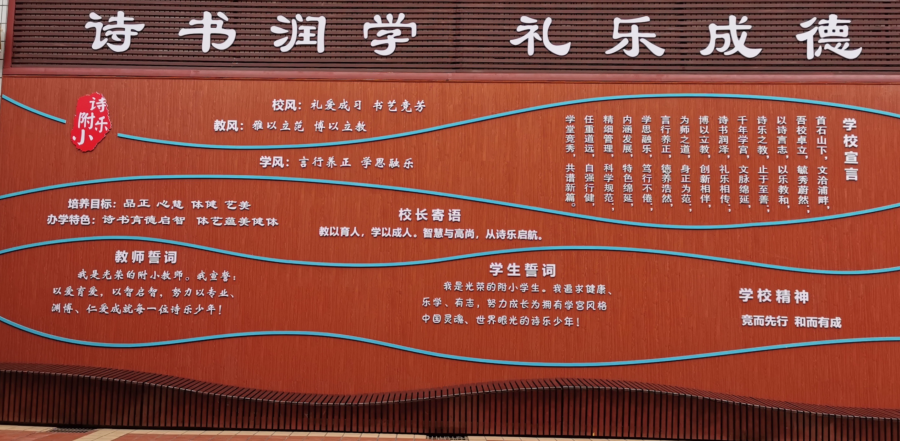 诗书润学 礼乐成德
诗乐
附小
校风：礼爱成习 书艺竞芳
教风：雅以立范 博以立教
学风：言行养正 学思融乐
学校宣言
首石山下，文治浦畔，
吾校卓立，毓秀蔚然，
以诗言志，以乐教和，
诗乐之教，止于至善，
千年学宫，文脉绵延，
诗书润泽，礼乐相传，
博以立教，创新相伴，
为师之道，身正为范，
言行养正，德养浩然，
学思融乐，笃行不倦，
内涵发展，特色绵延，
精细管理，科学规范，
任重道远，自强行健，
学堂竞秀，共谱新篇。
培养目标：品正 心慧 体健 艺美
办学特色：诗书育德启智 体艺蕴美健体
校长寄语
教以育人，学以成人。智慧与高尚，从诗乐启航。
教师誓词
我是光荣的附小教师。我宣誓：
以爱育爱，以智启智，努力以专业、
渊博、仁爱成就每一位诗乐少年！
学生誓词
我是光荣的附小学生。我追求健康、
乐学、有志，努力成长为拥有学宫风格
中国灵魂、世界眼光的诗乐少年！
学校精神
竞而先行 和而有成